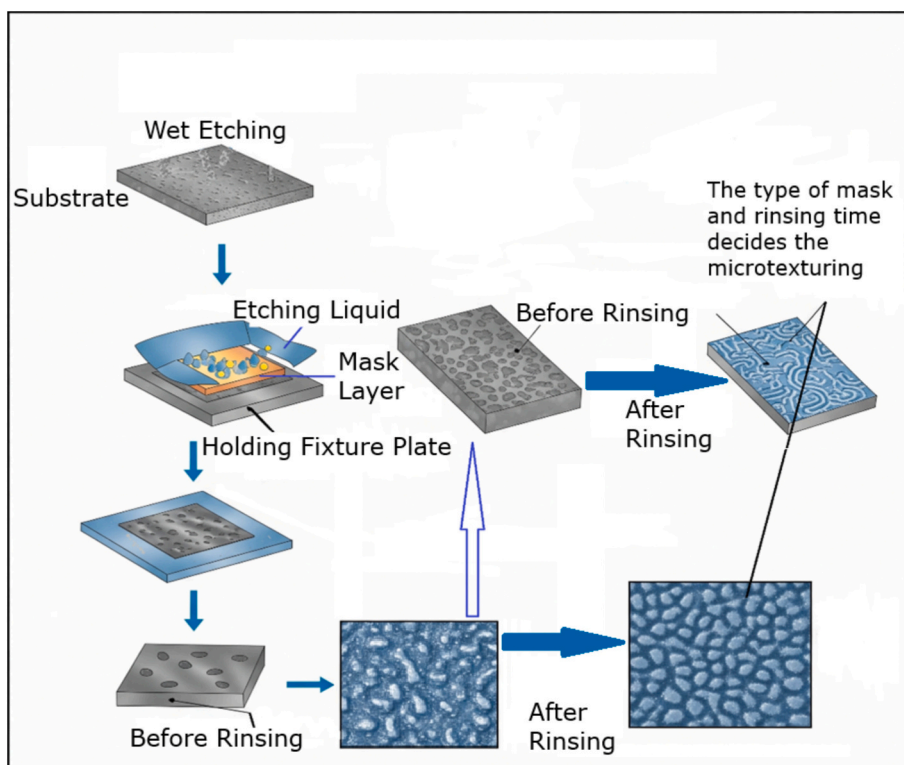 Wet Etching
Substrate
The type of mask
and rinsing time
decides the
microtexturing
Etching Liquid
Before Rinsing
Mask
Layer
After
Rinsing
Holding Fixture Plate
Before Rinsing
After
Rinsing